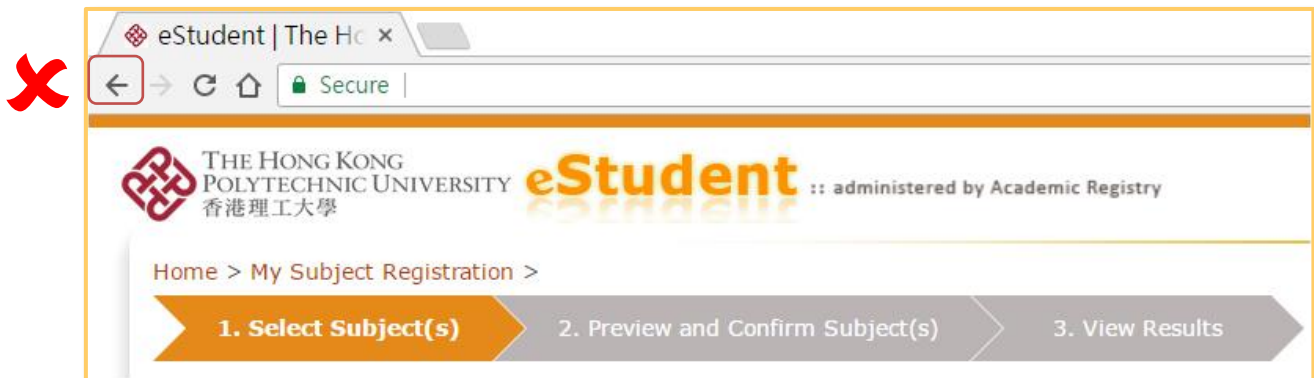 eStudent | The Ho
Secure
THE HONG KONG
POLYTECHNIC UNIVERSITY
香港理工大學
eStudent :: administered by Academic Registry
Home > My Subject Registration >
1. Select Subject(s) 2. Preview and Confirm Subject(s) 3. View Results